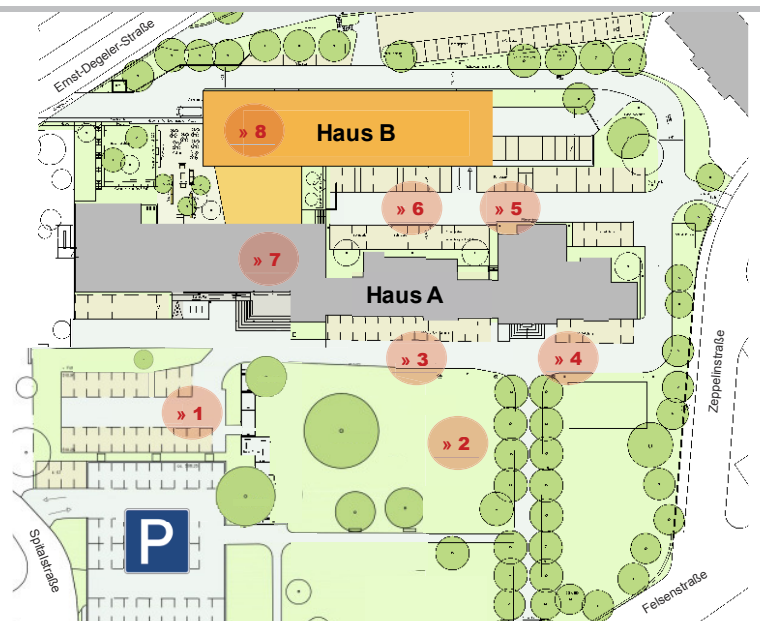 Ernst-Degeler-Straße
» 8
Haus B
» 6
» 5
» 7
Haus A
» 3
» 4
Zeppelinstraße
» 1
» 2
P
Spitalstraße
Felsenstraße